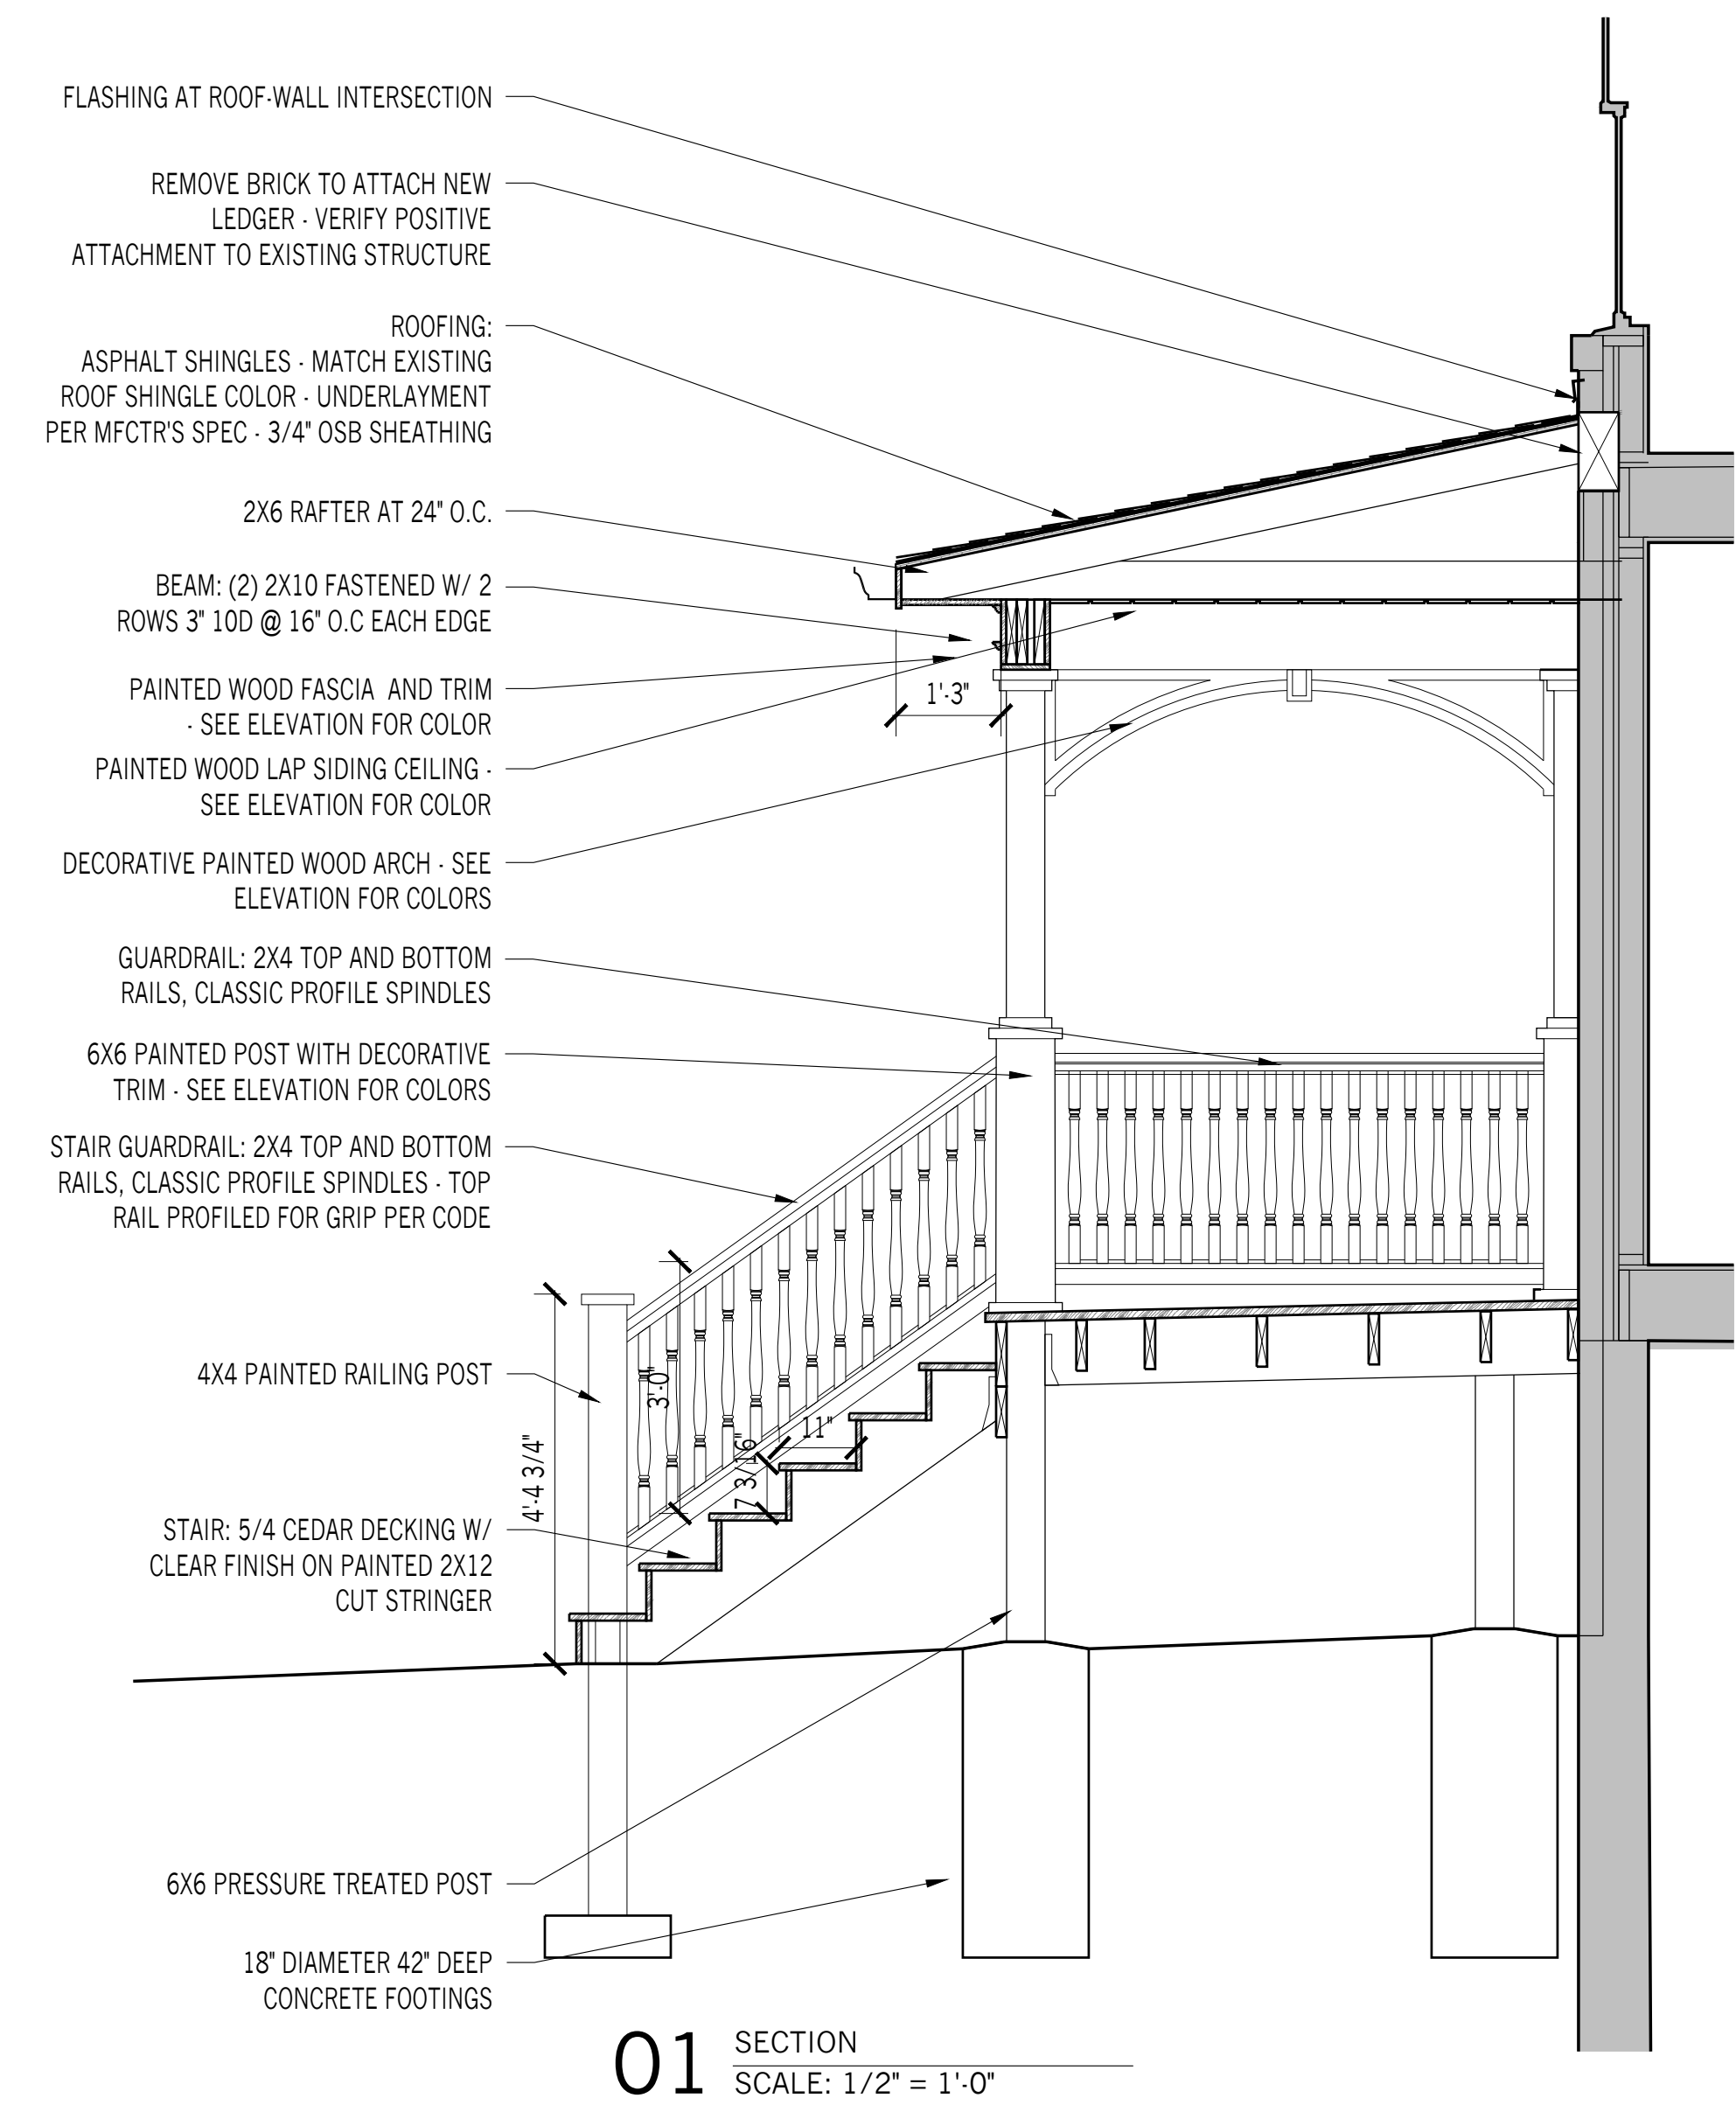 FLASHING AT ROOF-WALL INTERSECTION
REMOVE BRICK TO ATTACH NEW
LEDGER - VERIFY POSITIVE
ATTACHMENT TO EXISTING STRUCTURE
ROOFING:
ASPHALT SHINGLES - MATCH EXISTING
ROOF SHINGLE COLOR - UNDERLAYMENT
PER MFCTR'S SPEC - 3/4" OSB SHEATHING
2X6 RAFTER AT 24" O.C.
BEAM: (2) 2X10 FASTENED W/ 2
ROWS 3" 10D @ 16" O.C EACH EDGE
PAINTED WOOD FASCIA AND TRIM
- SEE ELEVATION FOR COLOR
1'-3"
PAINTED WOOD LAP SIDING CEILING -
SEE ELEVATION FOR COLOR
DECORATIVE PAINTED WOOD ARCH - SEE
ELEVATION FOR COLORS
GUARDRAIL: 2X4 TOP AND BOTTOM
RAILS, CLASSIC PROFILE SPINDLES
6X6 PAINTED POST WITH DECORATIVE
TRIM - SEE ELEVATION FOR COLORS
STAIR GUARDRAIL: 2X4 TOP AND BOTTOM
RAILS, CLASSIC PROFILE SPINDLES - TOP
RAIL PROFILED FOR GRIP PER CODE
4X4 PAINTED RAILING POST
3'-0"
11"
7 3/16"
4'-4 3/4"
STAIR: 5/4 CEDAR DECKING W/
CLEAR FINISH ON PAINTED 2X12
CUT STRINGER
6X6 PRESSURE TREATED POST
18" DIAMETER 42" DEEP
CONCRETE FOOTINGS
01
SECTION
SCALE: 1/2" = 1'-0"